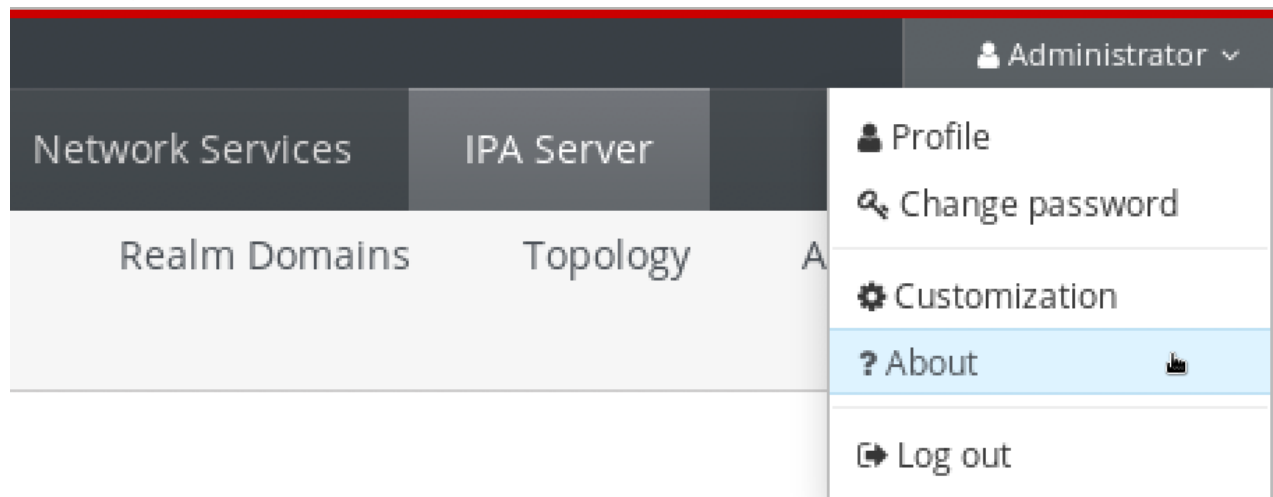 Administrator
Network Services IPA Server
Profile
Change password
Realm Domains Topology A
Customization
? About
Log out